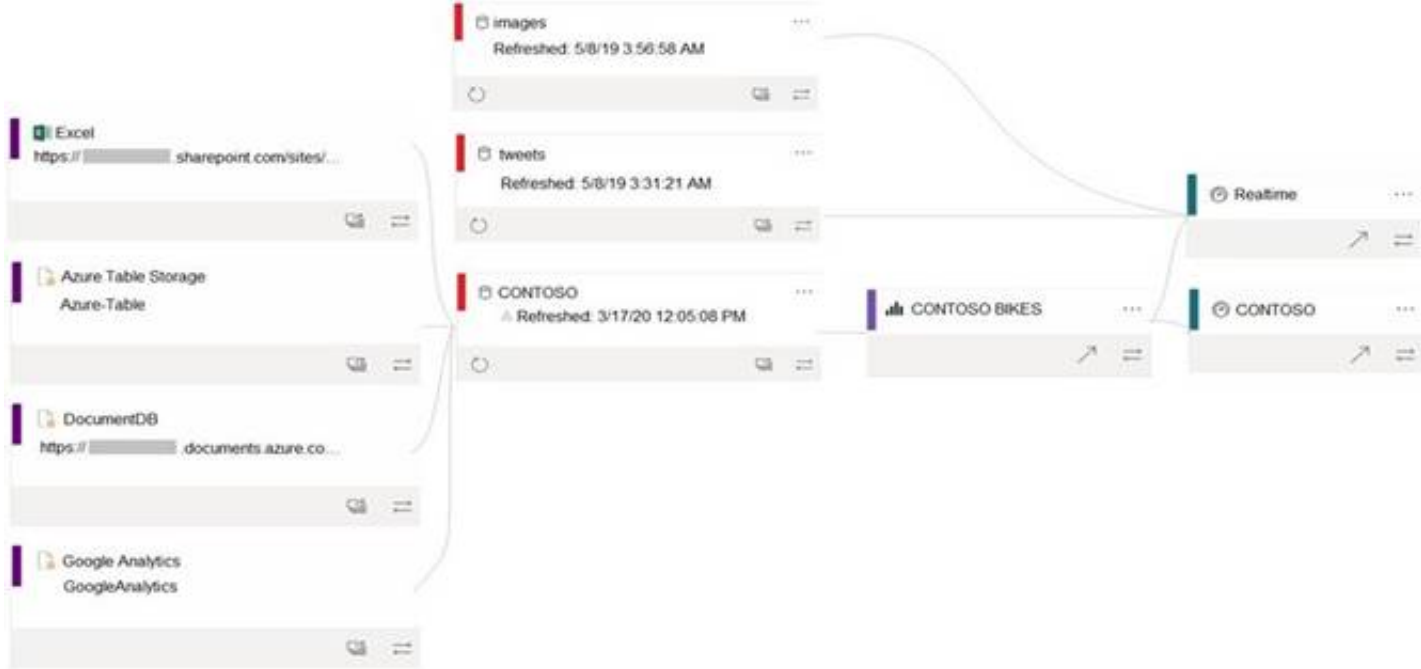 Excel
https:// .sharepoint.com/sites/...
Azure Table Storage
Azure-Table
DocumentDB
https:// .documents.azure.co...
Google Analytics
GoogleAnalytics
images
Refreshed: 5/8/19 3:56:58 AM
tweets
Refreshed: 5/8/19 3:31:21 AM
CONTOSO
Refreshed: 3/17/20 12:05:08 PM
CONTOSO BIKES
Realtime
CONTOSO